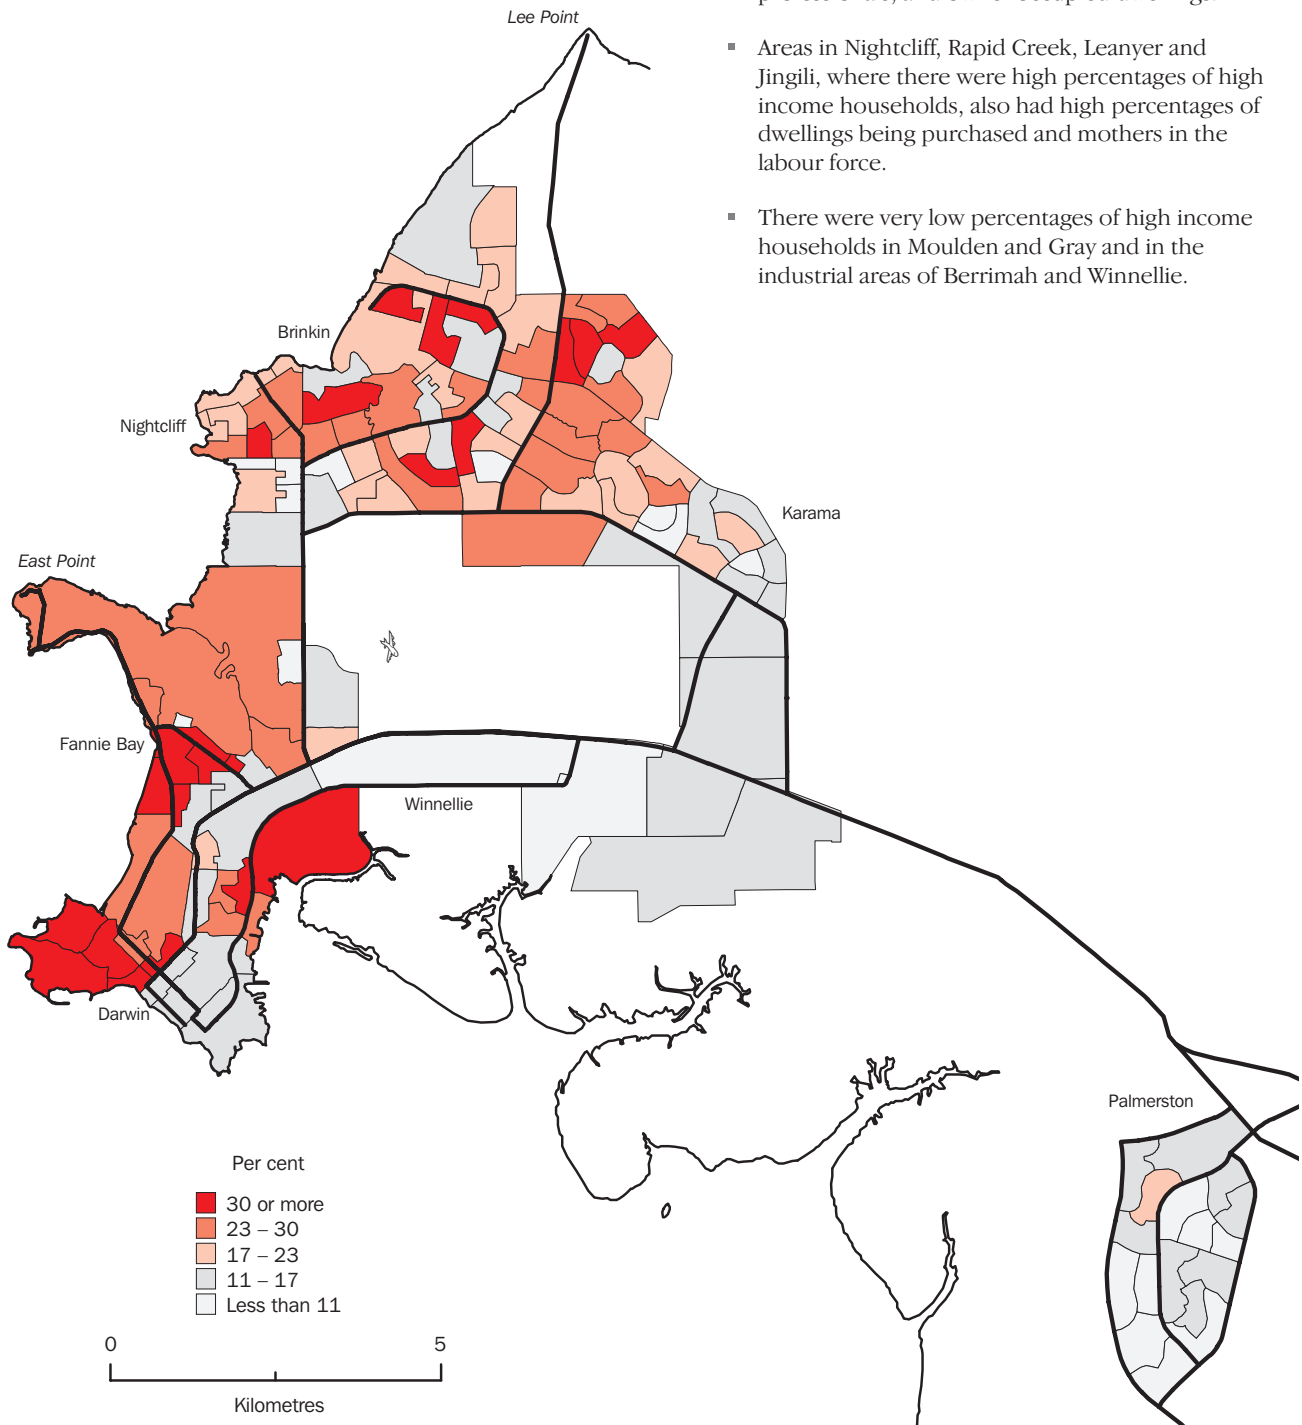 Lee Point
Areas in Nightcliff, Rapid Creek, Leanyer and
Jingili, where there were high percentages of high
income households, also had high percentages of
dwellings being purchased and mothers in the
labour force.
There were very low percentages of high income
households in Moulden and Gray and in the
industrial areas of Berrimah and Winnellie.
Brinkin
Nightcliff
Karama
East Point
Fannie Bay
Winnellie
Darwin
Palmerston
Per cent
30 or more
23 – 30
17 – 23
11 – 17
Less than 11
0 5
Kilometres